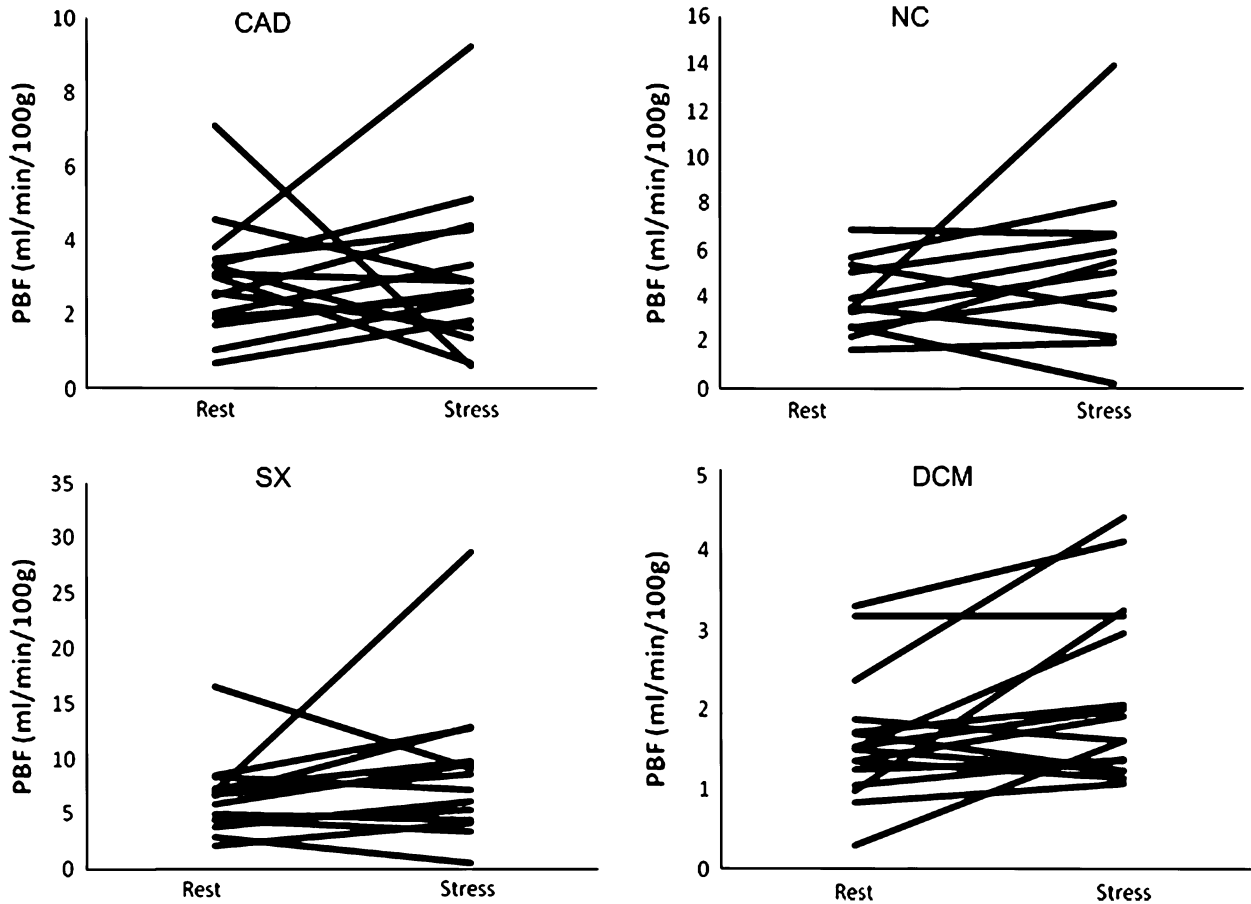 CAD
PBF (ml/min/100g)
10
8
6
4
2
0
Rest Stress
NC
PBF (ml/min/100g)
16
14
12
10
8
6
4
2
0
Rest Stress
SX
PBF (ml/min/100g)
35
30
25
20
15
10
5
0
Rest Stress
DCM
PBF (ml/min/100g)
5
4
3
2
1
0
Rest Stress